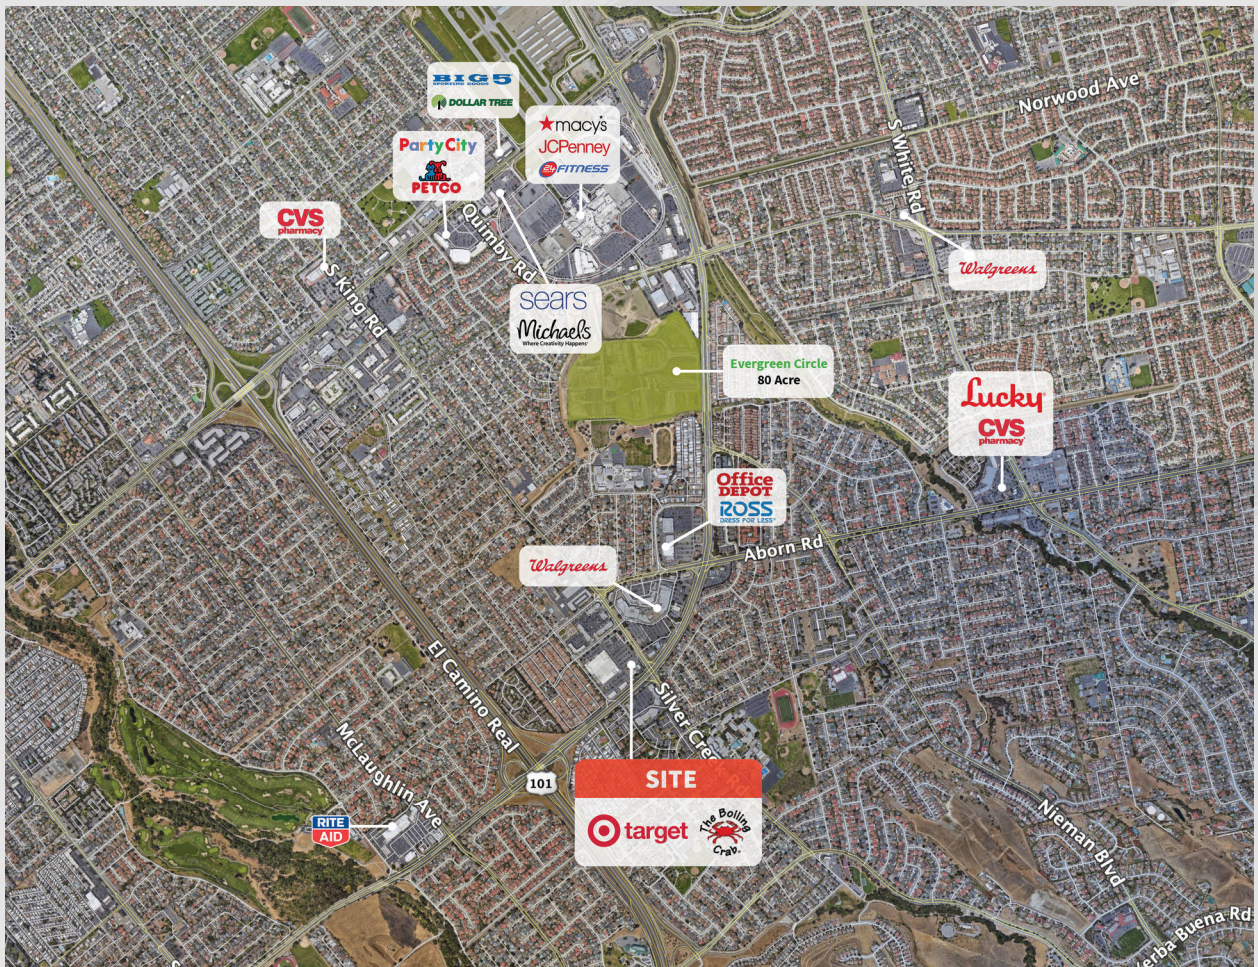 BIG 5
SPORTING GOODS
DOLLAR TREE
macy's
JCPenney
24 FITNESS
Party City
PETCO
CVS
pharmacy
Norwood Ave
S White Rd
Quimby Rd
S King Rd
Walgreens
sears
Michaels
Where Creativity Happens
Evergreen Circle
80 Acre
Lucky
CVS
pharmacy
Office
DEPOT
ROSS
DRESS FOR LESS
Aborn Rd
Walgreens
El Camino Real
Silver Creek Rd
McLaughlin Ave
101
SITE
target
The Boiling
Crab
RITE
AID
Nieman Blvd
erba Buena Rd